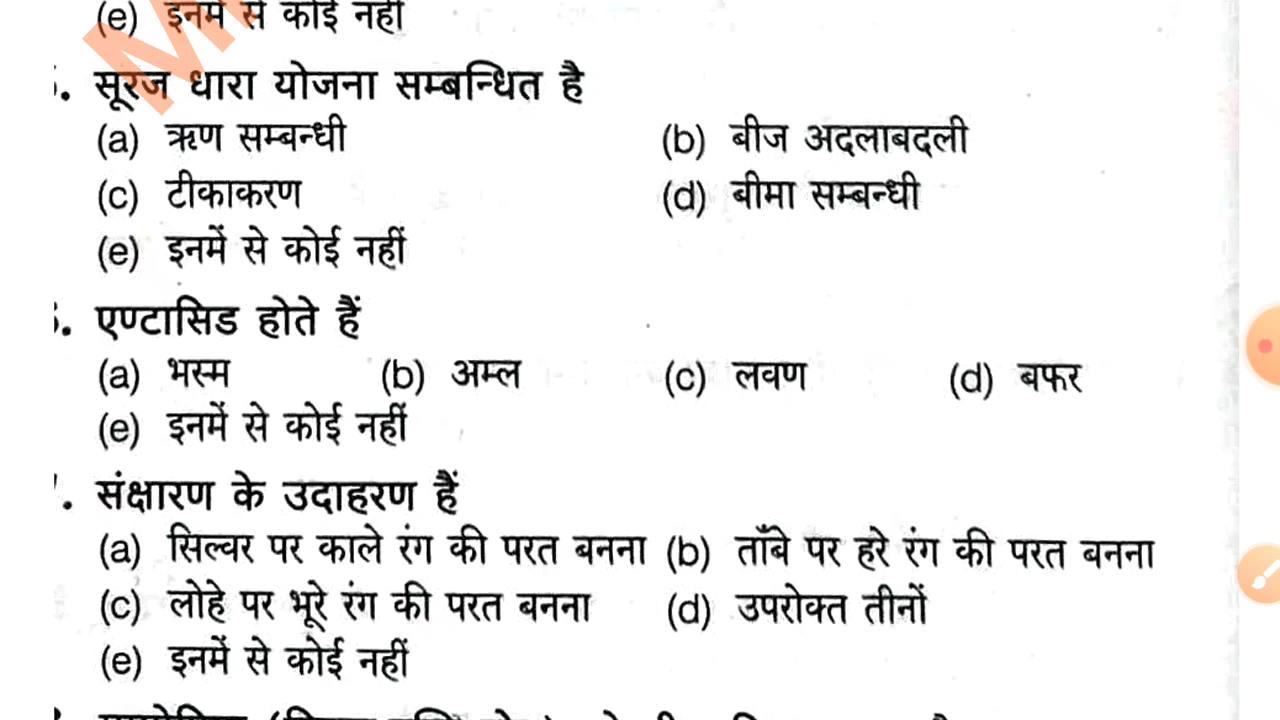 (e) इनमें से कोई नहीं
. सूरज धारा योजना सम्बन्धित है
(a) ऋण सम्बन्धी (b) बीज अदलाबदली
(c) टीकाकरण (d) बीमा सम्बन्धी
(e) इनमें से कोई नहीं
. एण्टासिड होते हैं
(a) भस्म (b) अम्ल (c) लवण (d) बफर
(e) इनमें से कोई नहीं
. संक्षारण के उदाहरण हैं
(a) सिल्वर पर काले रंग की परत बनना (b) ताँबे पर हरे रंग की परत बनना
(c) लोहे पर भूरे रंग की परत बनना (d) उपरोक्त तीनों
(e) इनमें से कोई नहीं